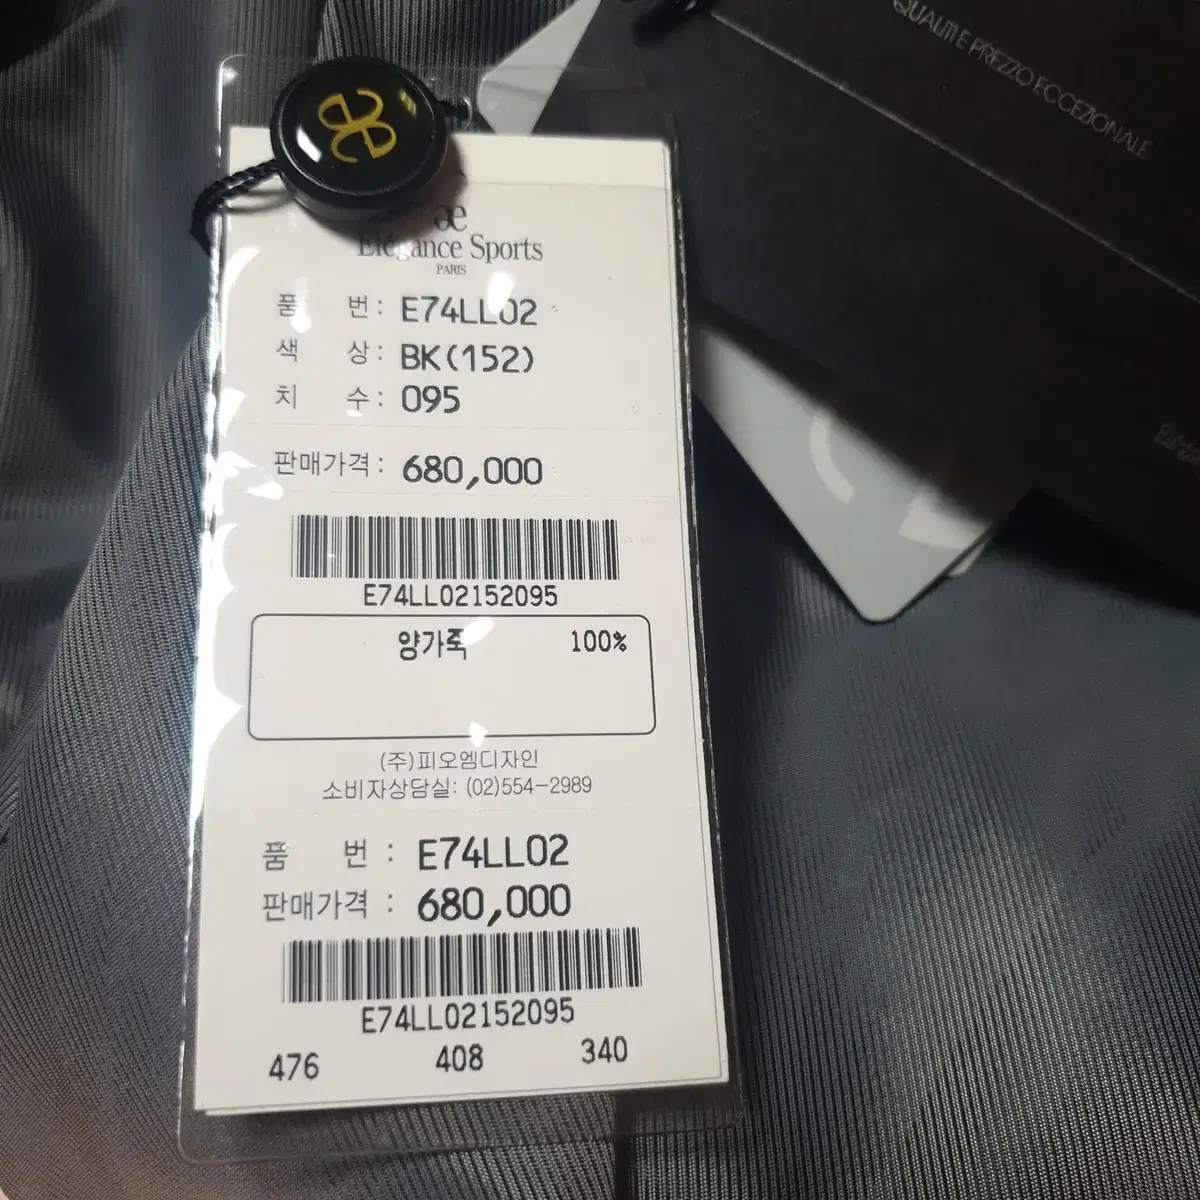 QUALITÀ E PREZZO ECCEZIONALE
Elégance Sports
PARIS
품 번: E74LL02
색 상: BK(152)
치 수: 095
판매가격: 680,000
E74LL02152095
양가죽 100%
(주)피오엠디자인
소비자상담실: (02)554-2989
품 번 : E74LL02
판매가격 : 680,000
E74LL02152095
476 408 340